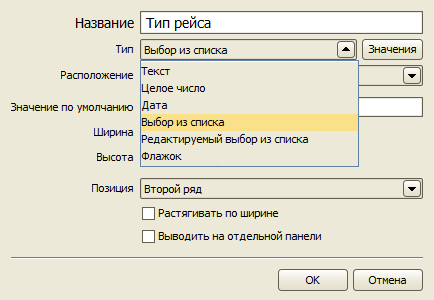 Название Тип рейса
Тип Выбор из списка Значения
Расположение Текст
Целое число
Значение по умолчанию Дата
Выбор из списка
Ширина Редактируемый выбор из списка
Высота Флажок
Позиция Второй ряд
Растягивать по ширине
Выводить на отдельной панели
OK Отмена